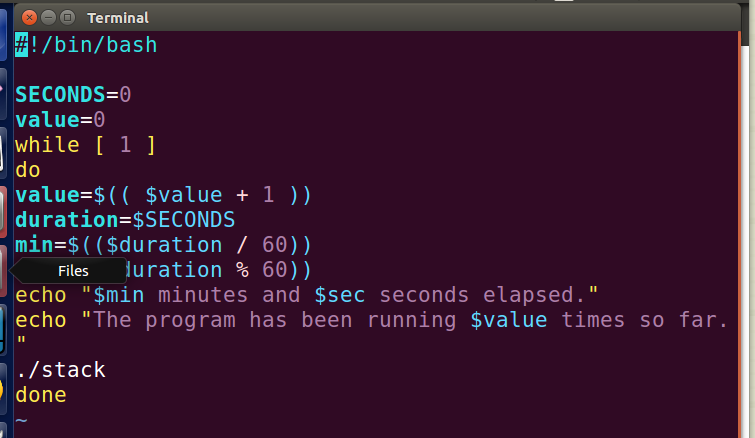 Terminal
#!/bin/bash
SECONDS=0
value=0
while [ 1 ]
do
value=$(( $value + 1 ))
duration=$SECONDS
min=$(($duration / 60))
Files
duration % 60))
echo "$min minutes and $sec seconds elapsed."
echo "The program has been running $value times so far.
"
./stack
done
~